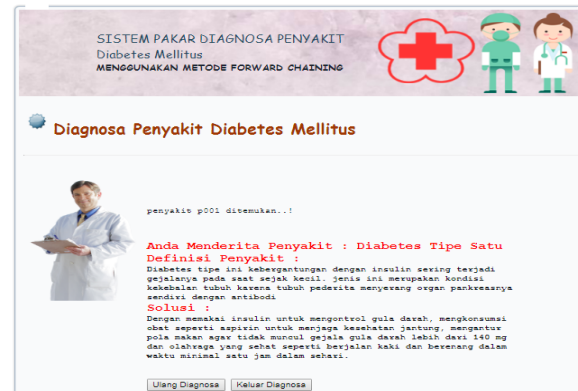 SISTEM PAKAR DIAGNOSA PENYAKIT
Diabetes Mellitus
MENGGUNAKAN METODE FORWARD CHAINING
Diagnosa Penyakit Diabetes Mellitus
penyakit p001 ditemukan..!
Anda Menderita Penyakit : Diabetes Tipe Satu
Definisi Penyakit :
Diabetes tipe ini kebergantungan dengan insulin sering terjadi
gejalanya pada saat sejak kecil. jenis ini merupakan kondisi
kekebalan tubuh karena tubuh pederita menyerang organ pankreasnya
sendiri dengan antibodi
Solusi :
Dengan memakai insulin untuk mengontrol gula darah, mengkonsumsi
obat seperti aspirin untuk menjaga kesehatan jantung, mengantur
pola makan agar tidak muncul gejala gula darah lebih dari 140 mg
dan olahraga yang sehat seperti berjalan kaki dan berenang dalam
waktu minimal satu jam dalam sehari.
Ulang Diagnosa Keluar Diagnosa